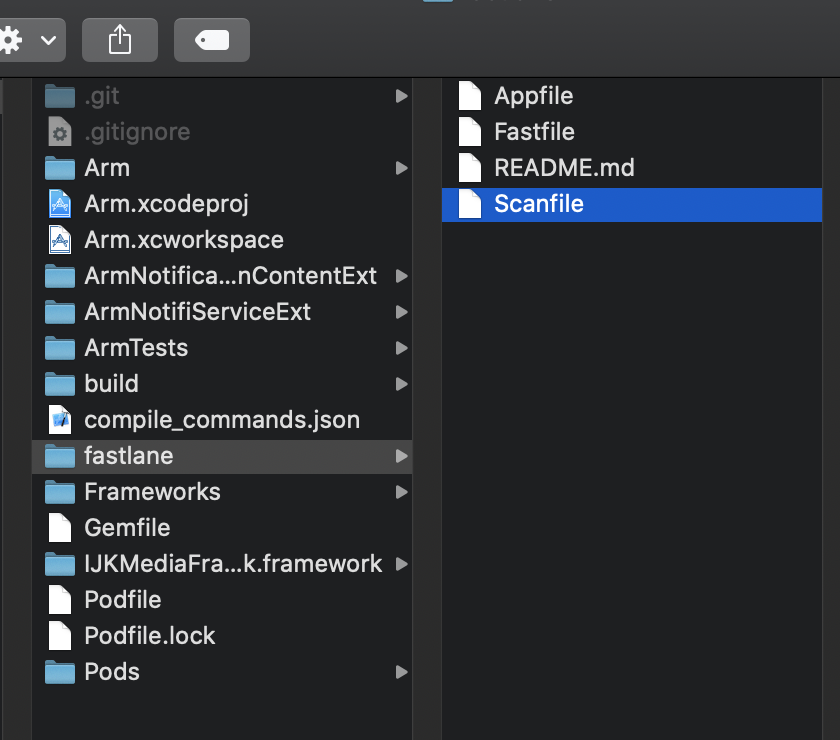 .git
.gitignore
Arm
Arm.xcodeproj
Arm.xcworkspace
ArmNotifica...nContentExt
ArmNotifiServiceExt
ArmTests
build
compile_commands.json
fastlane
Frameworks
Gemfile
IJKMediaFra...k.framework
Podfile
Podfile.lock
Pods
Appfile
Fastfile
README.md
Scanfile